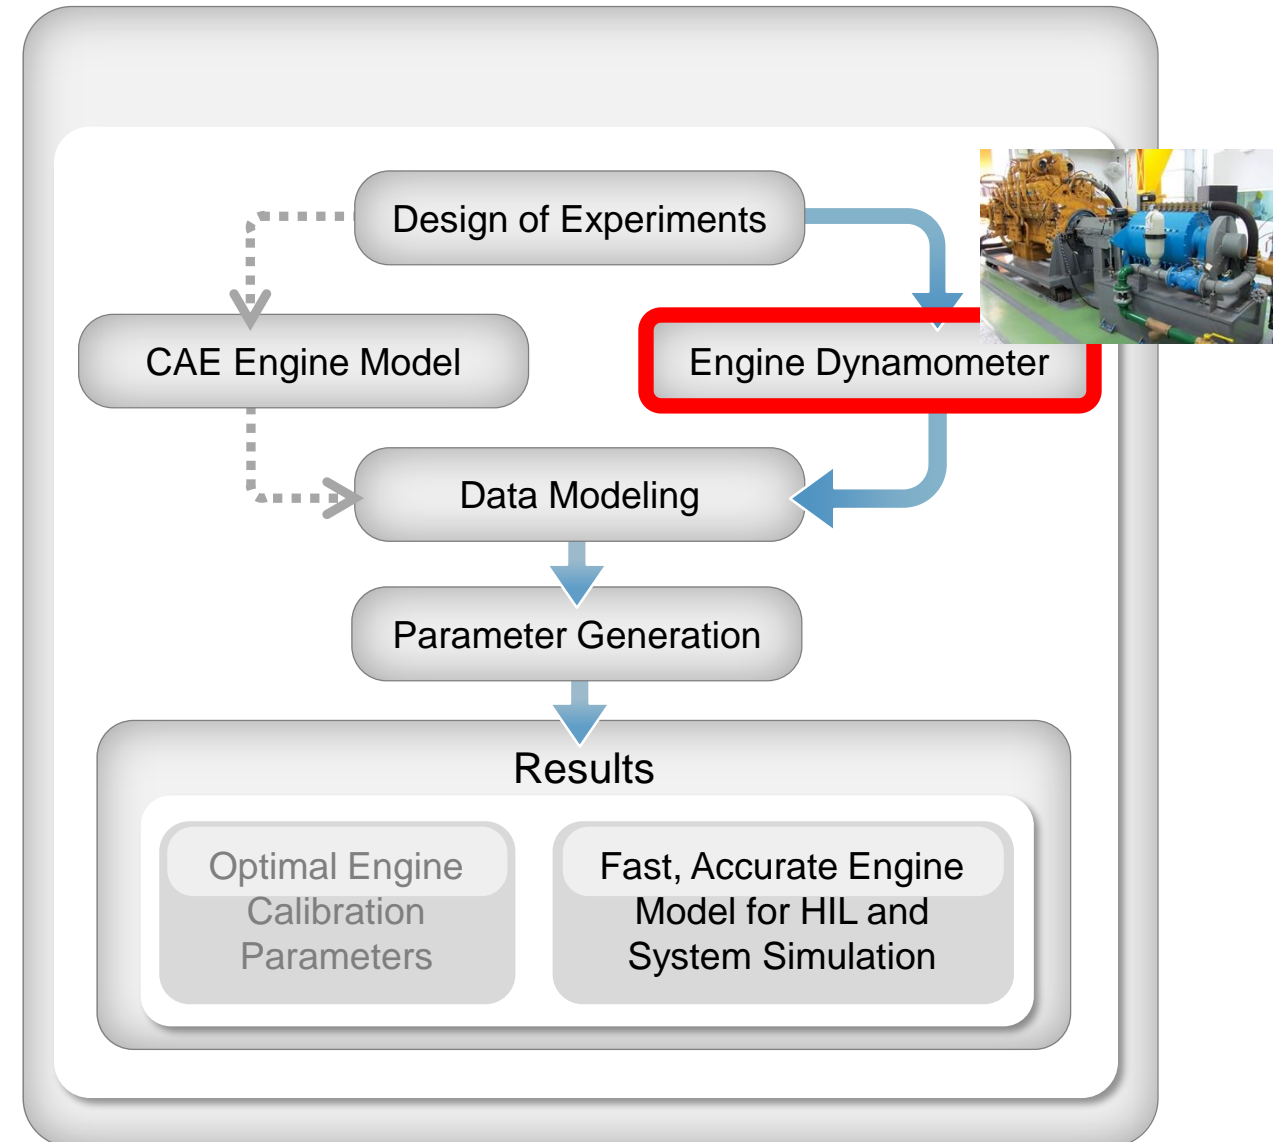 Design of Experiments
CAE Engine Model
Engine Dynamometer
Data Modeling
Parameter Generation
Results
Optimal Engine
Calibration
Parameters
Fast, Accurate Engine
Model for HIL and
System Simulation